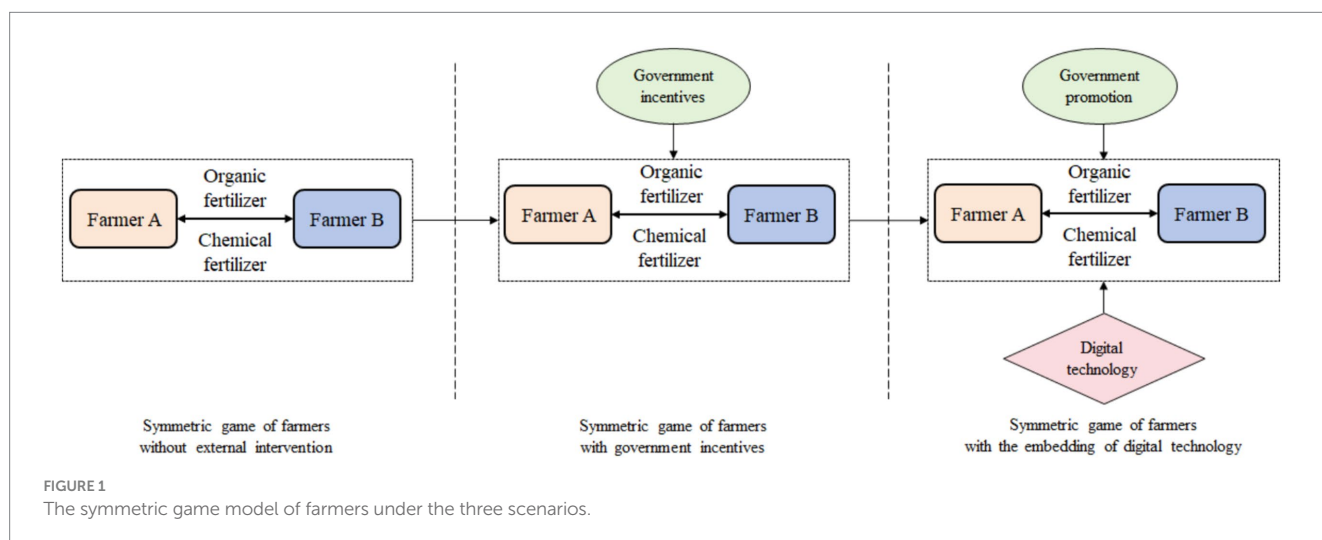 Government
incentives
Government
promotion
Organic
fertilizer
Farmer A
Farmer B
Chemical
fertilizer
Organic
fertilizer
Farmer A
Farmer B
Chemical
fertilizer
Organic
fertilizer
Farmer A
Farmer B
Chemical
fertilizer
Digital
technology
Symmetric game of farmers
without external intervention
Symmetric game of farmers
with government incentives
Symmetric game of farmers
with the embedding of digital technology
FIGURE 1
The symmetric game model of farmers under the three scenarios.